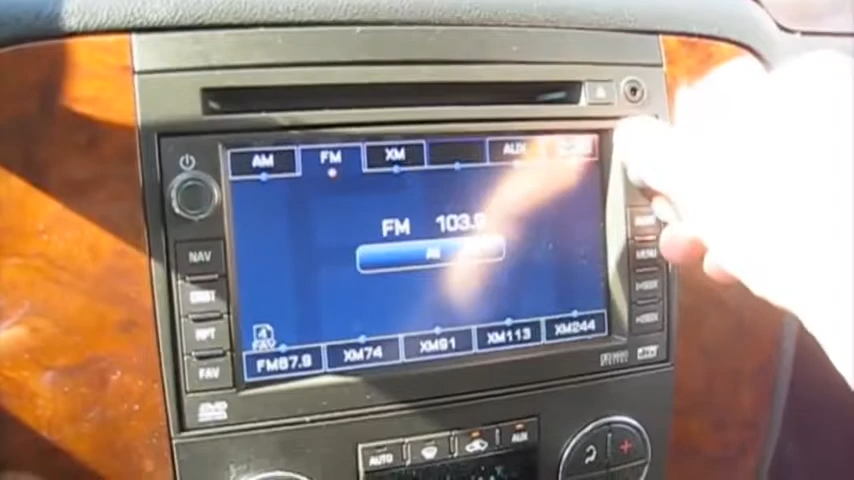 AM FM XM AUX
FM 103.9
NAV
MENU
RPT
FAV
4
FAV
FM87.9 XM74 XM91 XM113 XM244
AUTO AUX